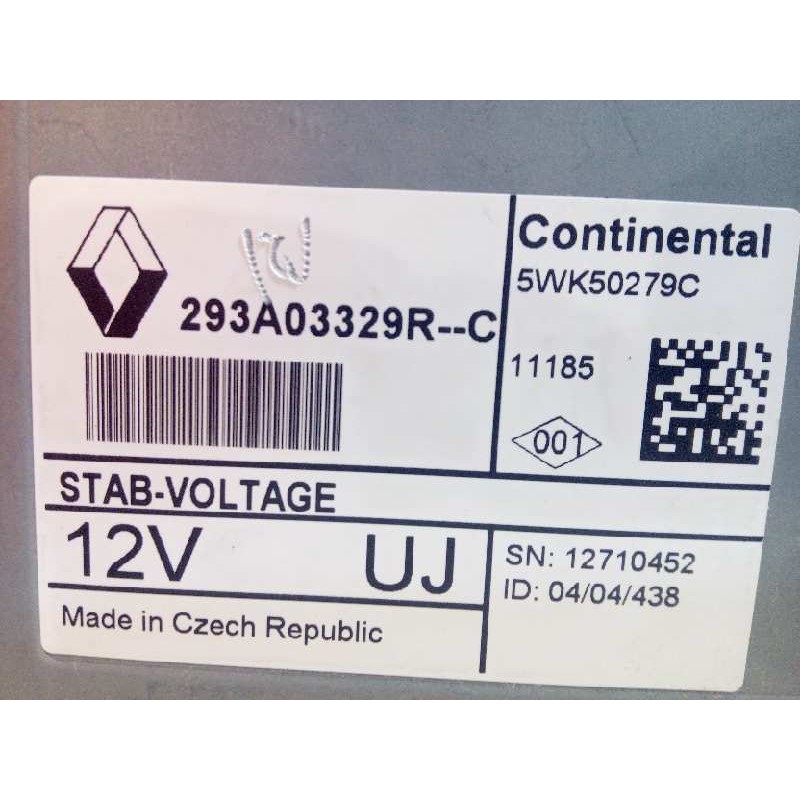 293A03329R--C
Continental
5WK50279C
11185
001
STAB-VOLTAGE
12V UJ
SN: 12710452
ID: 04/04/438
Made in Czech Republic